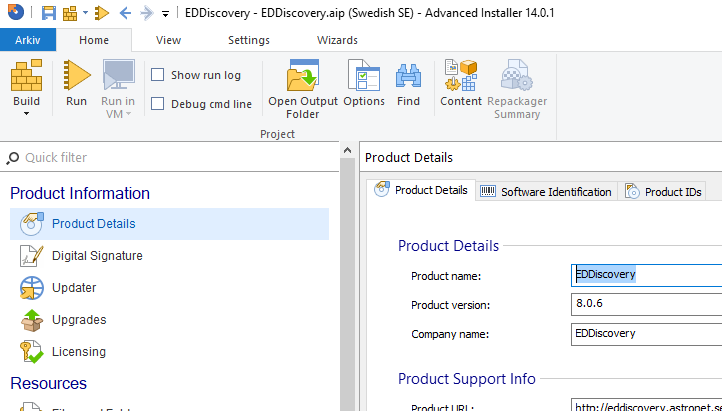 EDDiscovery - EDDiscovery.aip (Swedish SE) - Advanced Installer 14.0.1
Arkiv Home View Settings Wizards
Build Run Run in VM Show run log Debug cmd line Open Output Folder Options Find Content Repackager Summary
Project
Quick filter
Product Information
Product Details
Digital Signature
Updater
Upgrades
Licensing
Resources
Product Details
Product Details Software Identification Product IDs
Product Details
Product name: EDDiscovery
Product version: 8.0.6
Company name: EDDiscovery
Product Support Info
Product URL: http://eddiscovery.astronet.se